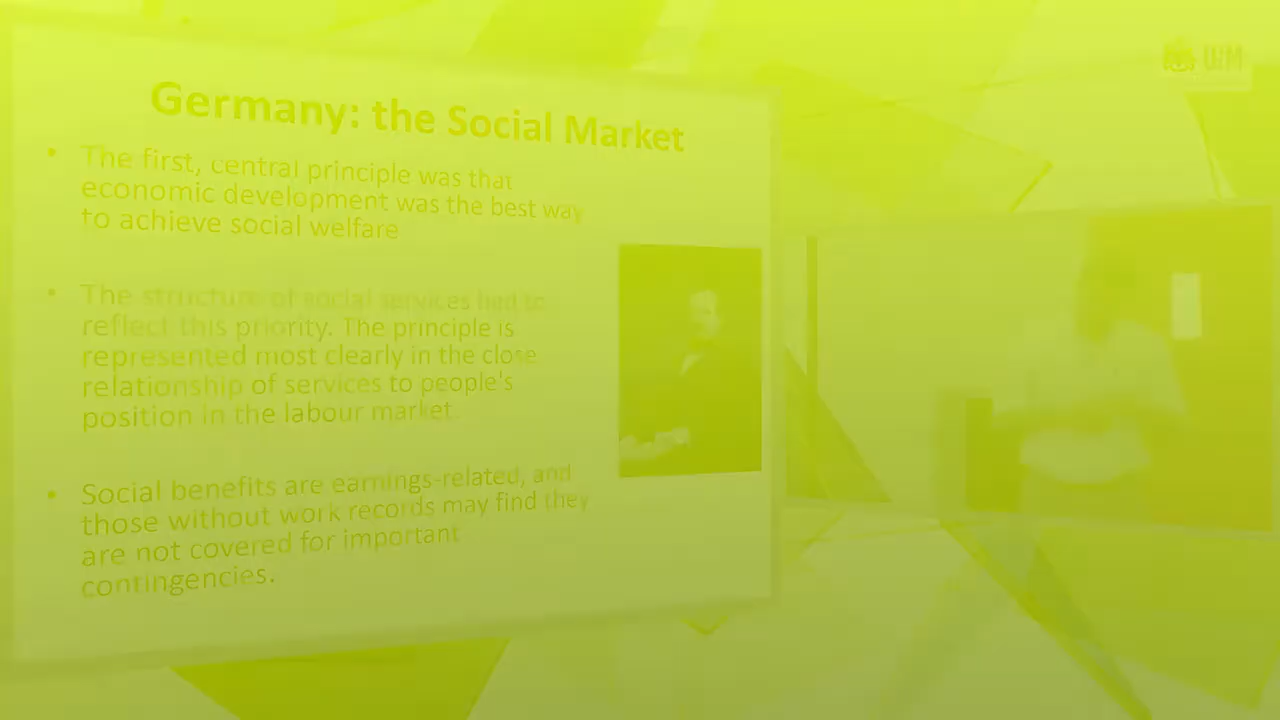 UM
Germany: the Social Market
• The first, central principle was that
economic development was the best way
to achieve social welfare
• The structure of social services had to
reflect this priority. The principle is
represented most clearly in the close
relationship of services to people's
position in the labour market.
• Social benefits are earnings-related, and
those without work records may find they
are not covered for important
contingencies.